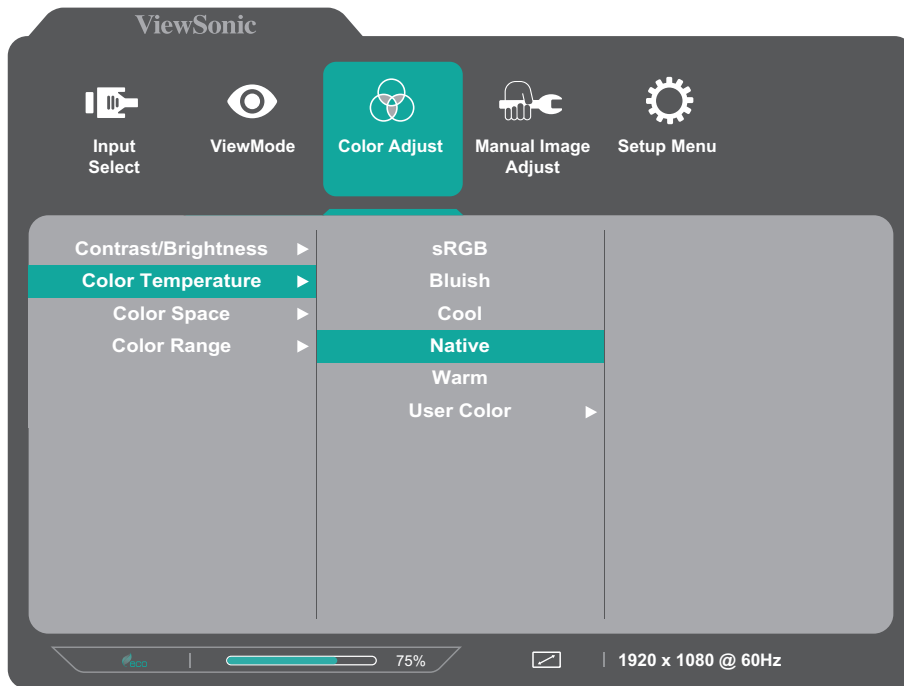 ViewSonic
Input
Select
ViewMode
Color Adjust
Manual Image
Adjust
Setup Menu
Contrast/Brightness
Color Temperature
Color Space
Color Range
sRGB
Bluish
Cool
Native
Warm
User Color
eco
75%
1920 x 1080 @ 60Hz